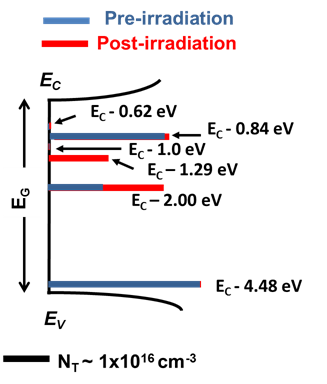 Pre-irradiation
Post-irradiation
E_C
E_C - 0.62 eV
E_C - 0.84 eV
E_C - 1.0 eV
E_C – 1.29 eV
E_G
E_C – 2.00 eV
E_C - 4.48 eV
E_V
N_T ~ 1x10^16 cm^-3